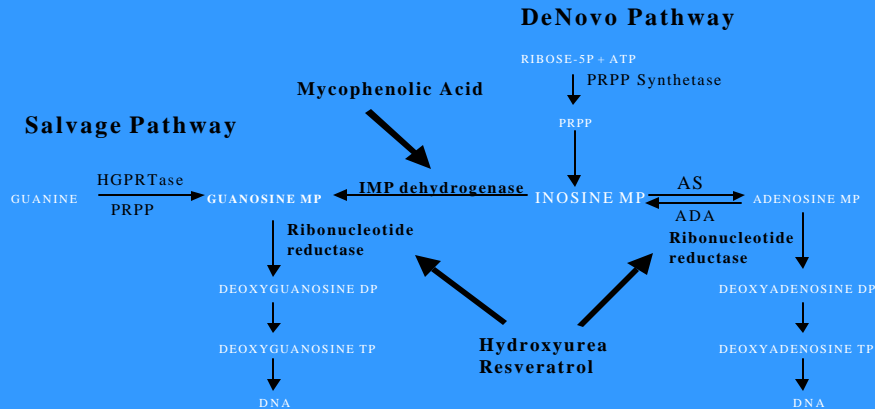 DeNovo Pathway
RIBOSE-5P + ATP
PRPP Synthetase
Mycophenolic Acid
Salvage Pathway
PRPP
HGPRTase
GUANINE
PRPP
GUANOSINE MP
IMP dehydrogenase
INOSINE MP
AS
ADA
ADENOSINE MP
Ribonucleotide
reductase
Ribonucleotide
reductase
DEOXYGUANOSINE DP
DEOXYADENOSINE DP
DEOXYGUANOSINE TP
Hydroxyurea
Resveratrol
DEOXYADENOSINE TP
DNA
DNA